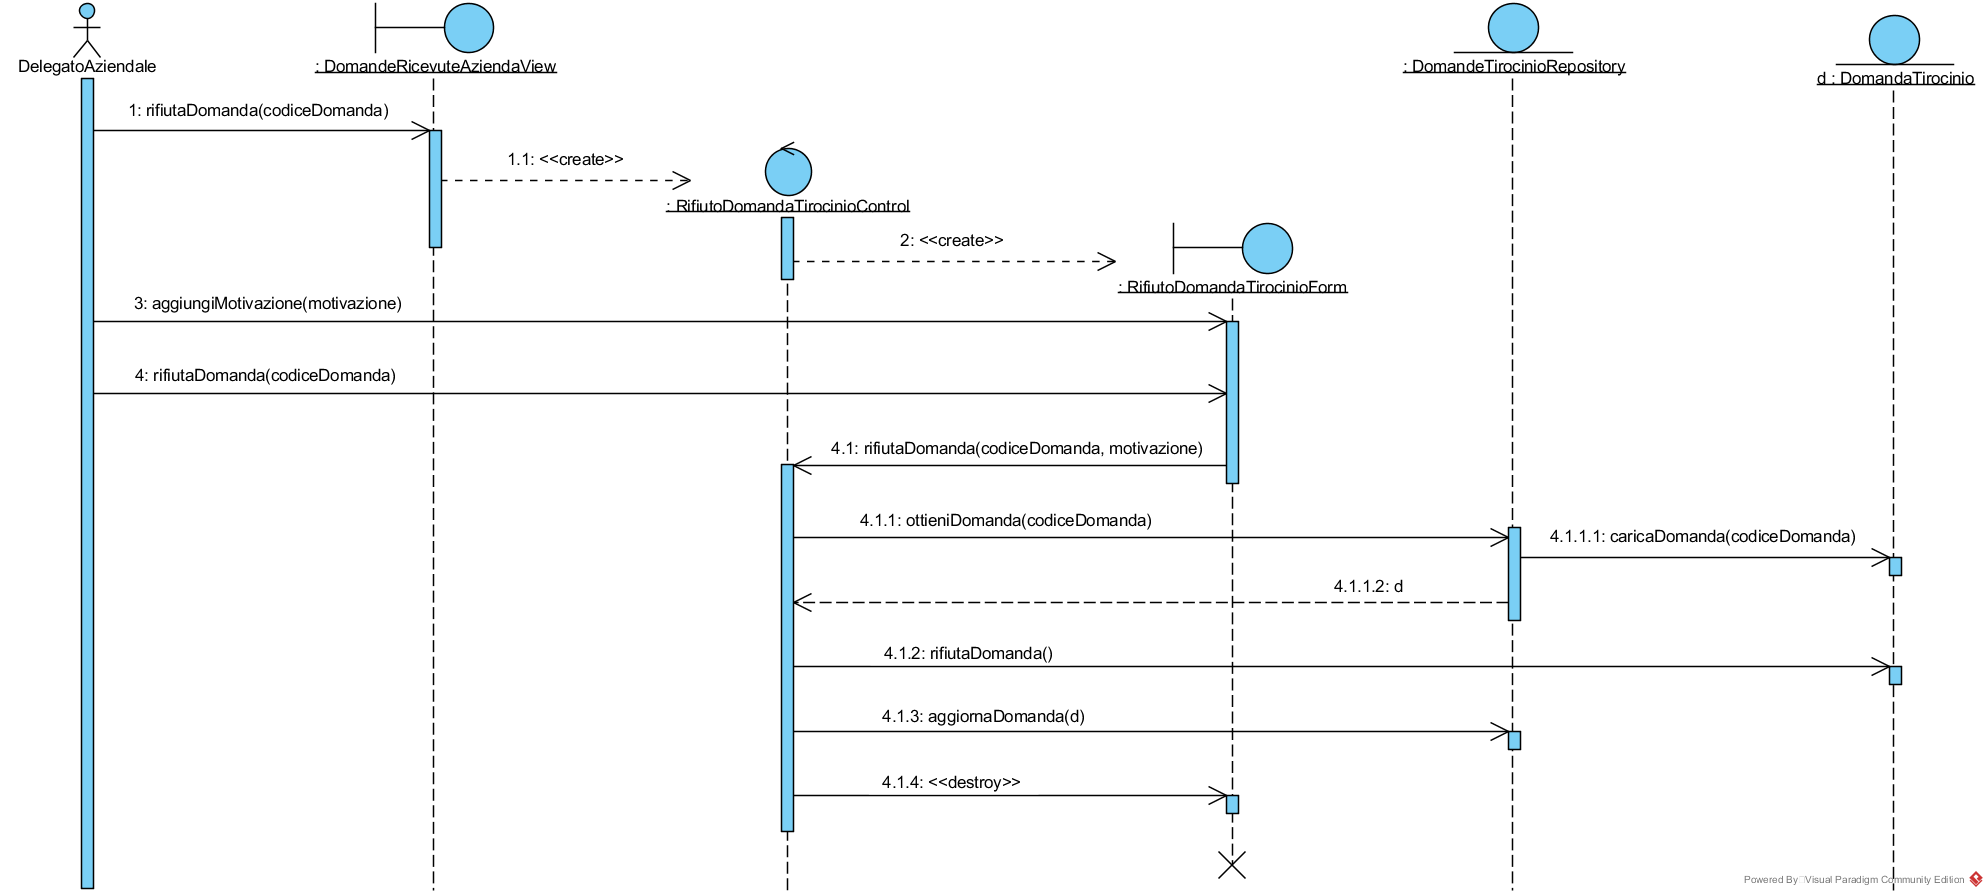 DelegatoAziendale
: DomandeRicevuteAziendaView
: DomandeTirocinioRepository
d : DomandaTirocinio
1: rifiutaDomanda(codiceDomanda)
1.1: <<create>>
: RifiutoDomandaTirocinioControl
2: <<create>>
: RifiutoDomandaTirocinioForm
3: aggiungiMotivazione(motivazione)
4: rifiutaDomanda(codiceDomanda)
4.1: rifiutaDomanda(codiceDomanda, motivazione)
4.1.1: ottieniDomanda(codiceDomanda)
4.1.1.1: caricaDomanda(codiceDomanda)
4.1.1.2: d
4.1.2: rifiutaDomanda()
4.1.3: aggiornaDomanda(d)
4.1.4: <<destroy>>
Powered By Visual Paradigm Community Edition